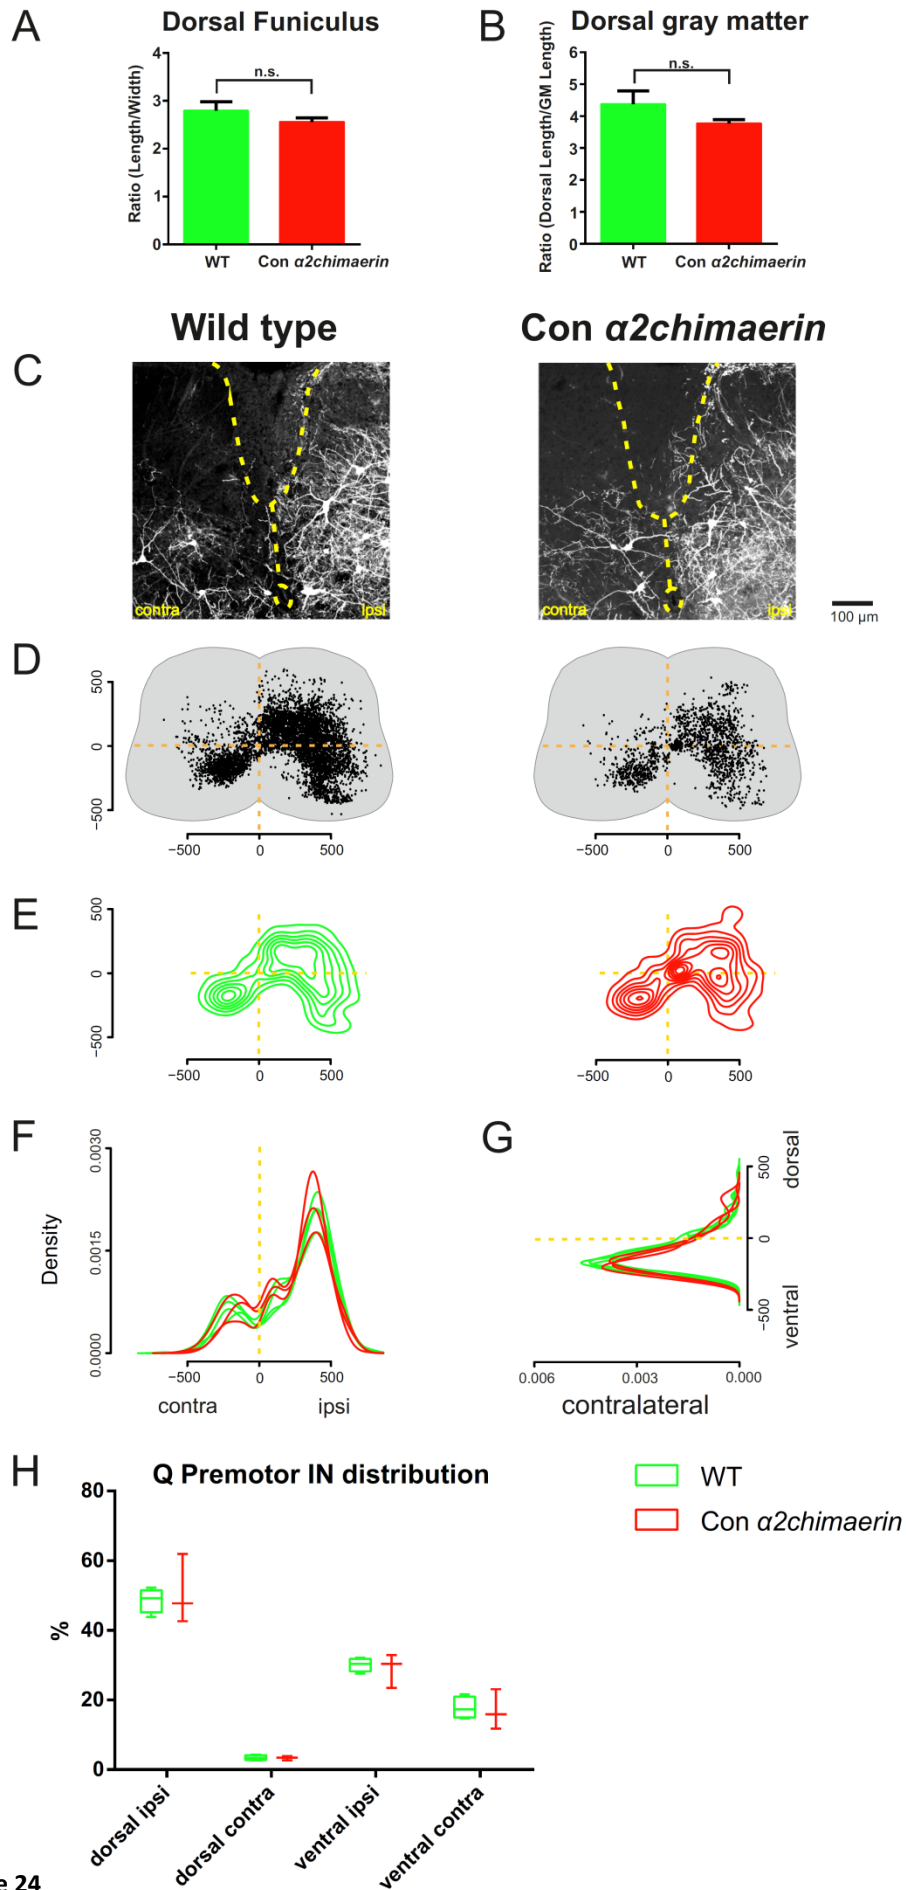 A
Dorsal Funiculus
Ratio (Length/Width)
4
3
2
1
0
n.s.
WT
Con α2chimaerin
B
Dorsal gray matter
Ratio (Dorsal Length/GM Length)
6
5
4
3
2
1
0
n.s.
WT
Con α2chimaerin
Wild type
Con α2chimaerin
C
contra
ipsi
contra
ipsi
100 µm
D
500
0
−500
−500 0 500
−500 0 500
E
500
0
−500
−500 0 500
−500 0 500
F
Density
0.0030
0.0015
0.0000
−500 0 500
contra ipsi
G
dorsal
500
0
−500
ventral
0.006 0.003 0.000
contralateral
H
Q Premotor IN distribution
WT
Con α2chimaerin
%
80
60
40
20
0
dorsal ipsi
dorsal contra
ventral ipsi
ventral contra
e 24